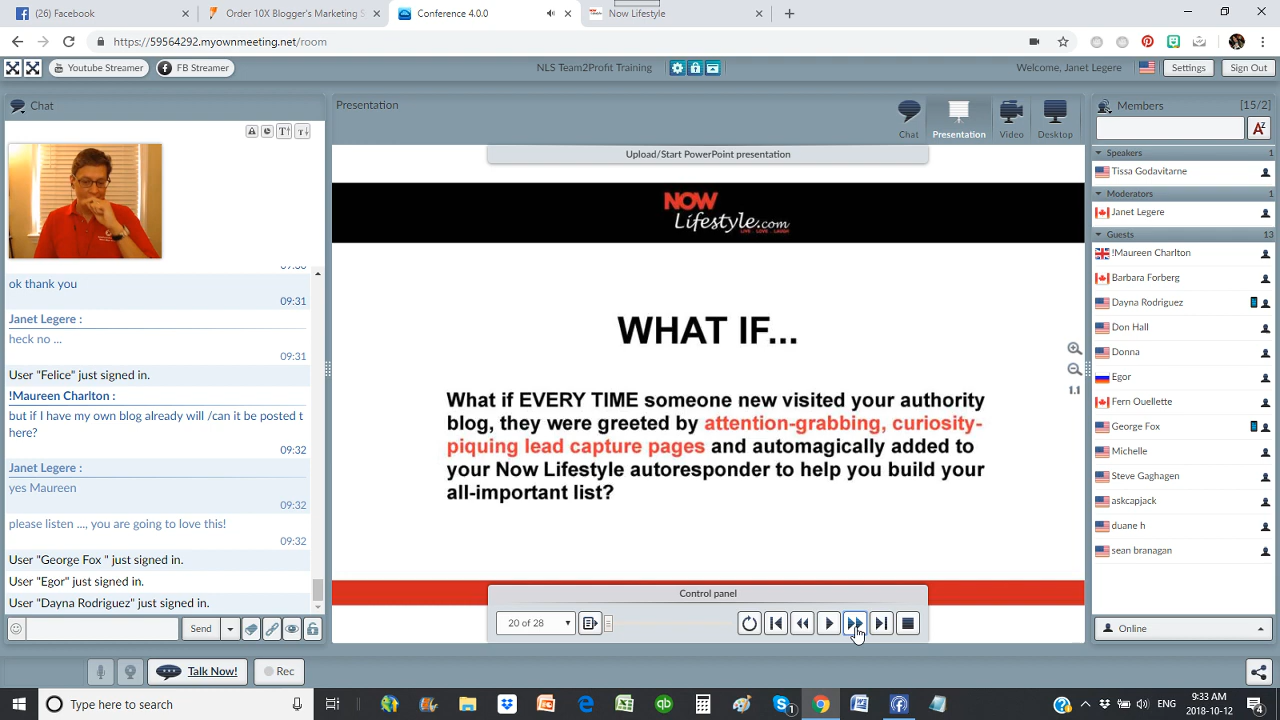 (26) Facebook
Order 10X Blogger's Marketing S
Conference 4.0.0
Now Lifestyle
https://59564292.myownmeeting.net/room
Youtube Streamer
FB Streamer
NLS Team2Profit Training
Welcome, Janet Legere
Settings
Sign Out
Chat
ok thank you
09:31
Janet Legere :
heck no ...
09:31
User "Felice" just signed in.
!Maureen Charlton :
but if I have my own blog already will /can it be posted t
here?
09:32
Janet Legere :
yes Maureen
09:32
please listen ..., you are going to love this!
09:32
User "George Fox " just signed in.
User "Egor" just signed in.
User "Dayna Rodriguez" just signed in.
Send
Talk Now!
Rec
Presentation
Chat
Presentation
Video
Desktop
Upload/Start PowerPoint presentation
NOW
Lifestyle.com
LIVE . LOVE . LAUGH
WHAT IF...
What if EVERY TIME someone new visited your authority
blog, they were greeted by attention-grabbing, curiosity-
piquing lead capture pages and automagically added to
your Now Lifestyle autoresponder to help you build your
all-important list?
1.1
Control panel
20 of 28
Members
[15/2]
Speakers
1
Tissa Godavitarne
Moderators
1
Janet Legere
Guests
13
!Maureen Charlton
Barbara Forberg
Dayna Rodriguez
Don Hall
Donna
Egor
Fern Ouellette
George Fox
Michelle
Steve Gaghagen
askcapjack
duane h
sean branagan
Online
Type here to search
9:33 AM
2018-10-12